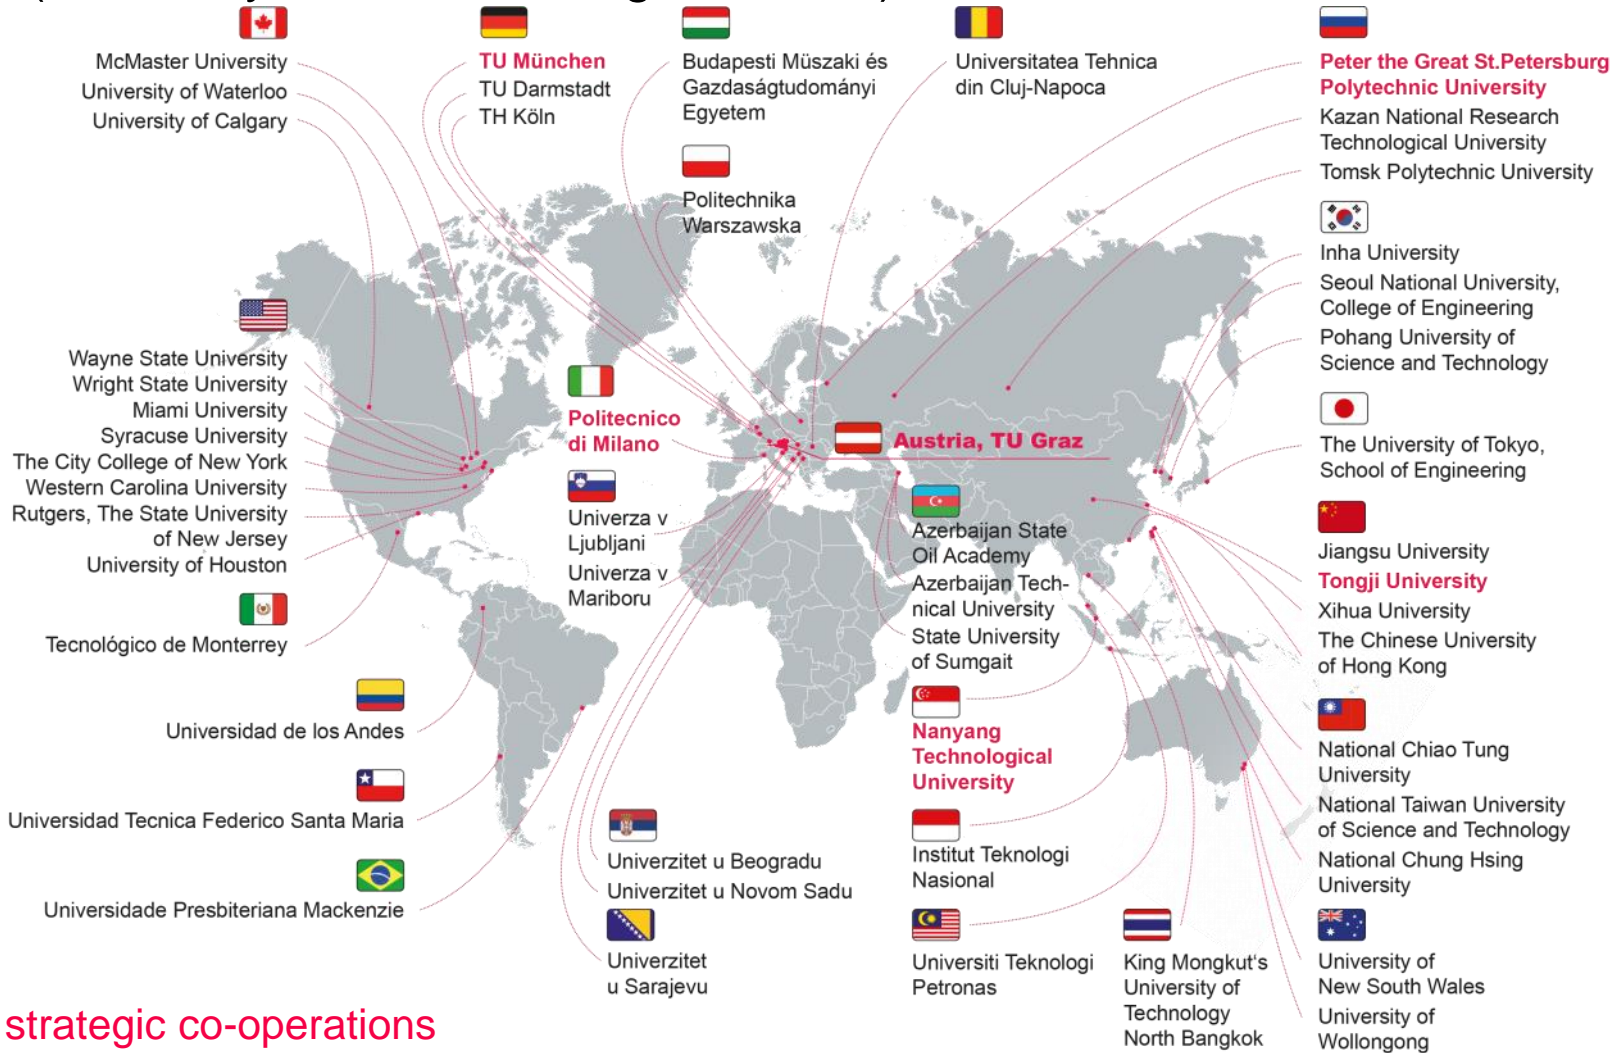 McMaster University
University of Waterloo
University of Calgary
TU München
TU Darmstadt
TH Köln
Budapesti Müszaki és
Gazdaságtudományi
Egyetem
Politechnika
Warszawska
Universitatea Tehnica
din Cluj-Napoca
Peter the Great St.Petersburg
Polytechnic University
Kazan National Research
Technological University
Tomsk Polytechnic University
Inha University
Seoul National University,
College of Engineering
Pohang University of
Science and Technology
The University of Tokyo,
School of Engineering
Jiangsu University
Tongji University
Xihua University
The Chinese University
of Hong Kong
National Chiao Tung
University
National Taiwan University
of Science and Technology
National Chung Hsing
University
University of
New South Wales
University of
Wollongong
Wayne State University
Wright State University
Miami University
Syracuse University
The City College of New York
Western Carolina University
Rutgers, The State University
of New Jersey
University of Houston
Tecnológico de Monterrey
Universidad de los Andes
Universidad Tecnica Federico Santa Maria
Universidade Presbiteriana Mackenzie
Politecnico
di Milano
Univerza v
Ljubljani
Univerza v
Mariboru
Austria, TU Graz
Azerbaijan State
Oil Academy
Azerbaijan Tech-
nical University
State University
of Sumgait
Nanyang
Technological
University
Institut Teknologi
Nasional
Universiti Teknologi
Petronas
King Mongkut‘s
University of
Technology
North Bangkok
Univerzitet u Beogradu
Univerzitet u Novom Sadu
Univerzitet
u Sarajevu
strategic co-operations